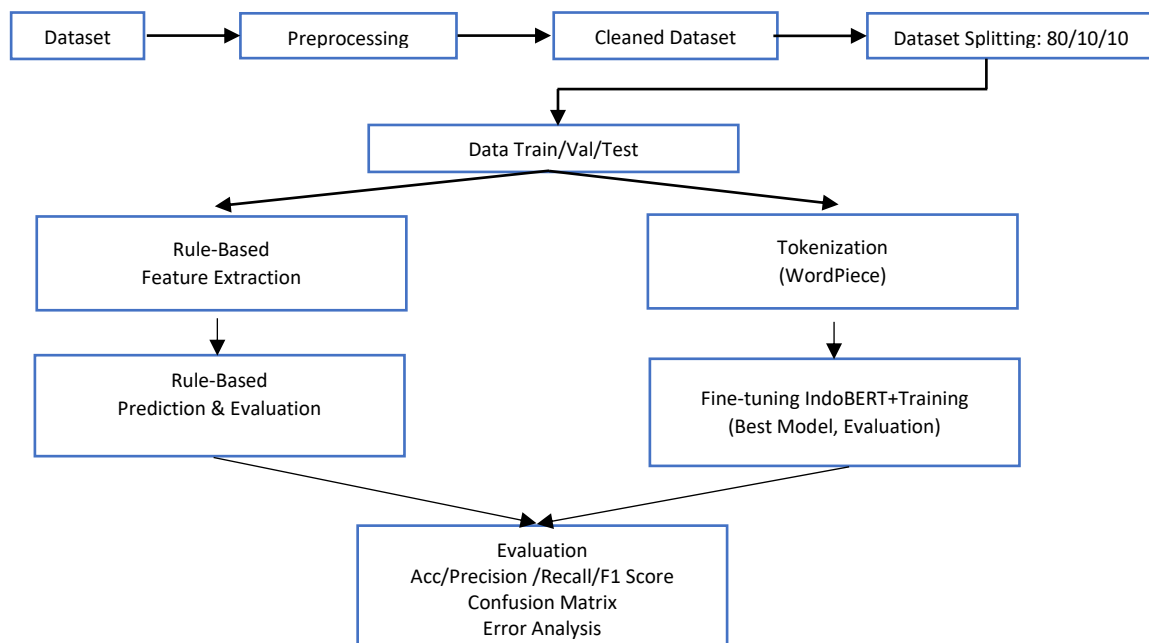 Dataset
Preprocessing
Cleaned Dataset
Dataset Splitting: 80/10/10
Data Train/Val/Test
Rule-Based
Feature Extraction
Tokenization
(WordPiece)
Rule-Based
Prediction & Evaluation
Fine-tuning IndoBERT+Training
(Best Model, Evaluation)
Evaluation
Acc/Precision /Recall/F1 Score
Confusion Matrix
Error Analysis